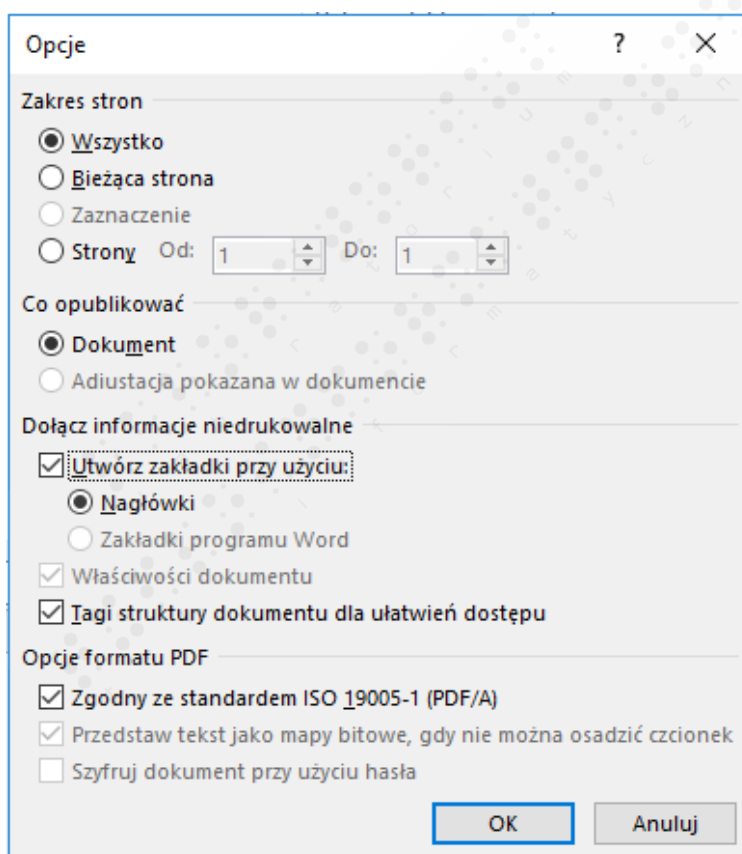 Opcje ? ×
Zakres stron
Wszystko
Bieżąca strona
Zaznaczenie
Strony Od: 1 Do: 1
Co opublikować
Dokument
Adiustacja pokazana w dokumencie
Dołącz informacje niedrukowalne
Utwórz zakładki przy użyciu:
Nagłówki
Zakładki programu Word
Właściwości dokumentu
Tagi struktury dokumentu dla ułatwień dostępu
Opcje formatu PDF
Zgodny ze standardem ISO 19005-1 (PDF/A)
Przedstaw tekst jako mapy bitowe, gdy nie można osadzić czcionek
Szyfruj dokument przy użyciu hasła
OK Anuluj